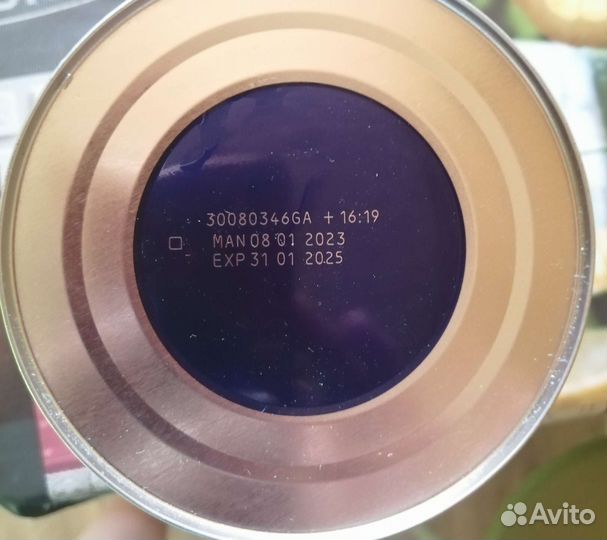 30080346GA + 16:19
MAN 08 01 2023
EXP 31 01 2025
Avito